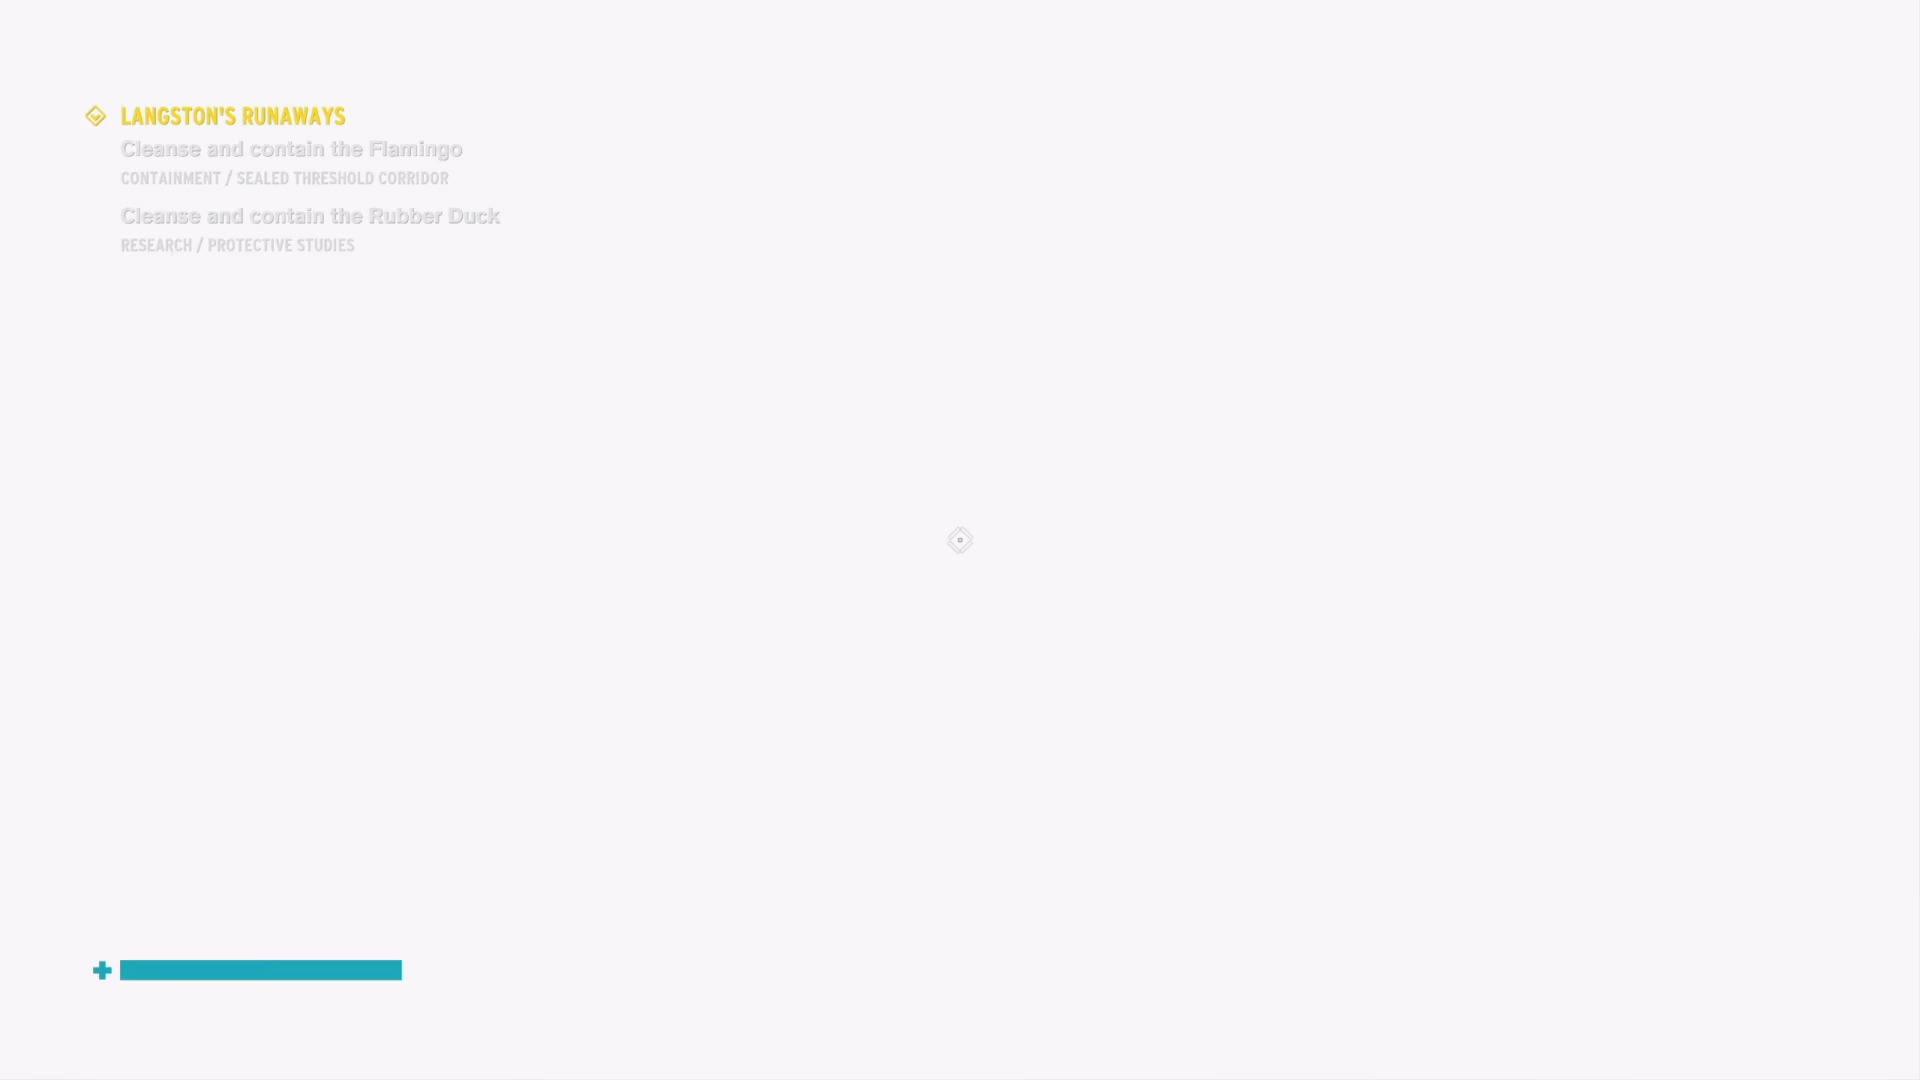 LANGSTON'S RUNAWAYS
Cleanse and contain the Flamingo
CONTAINMENT / SEALED THRESHOLD CORRIDOR
Cleanse and contain the Rubber Duck
RESEARCH / PROTECTIVE STUDIES